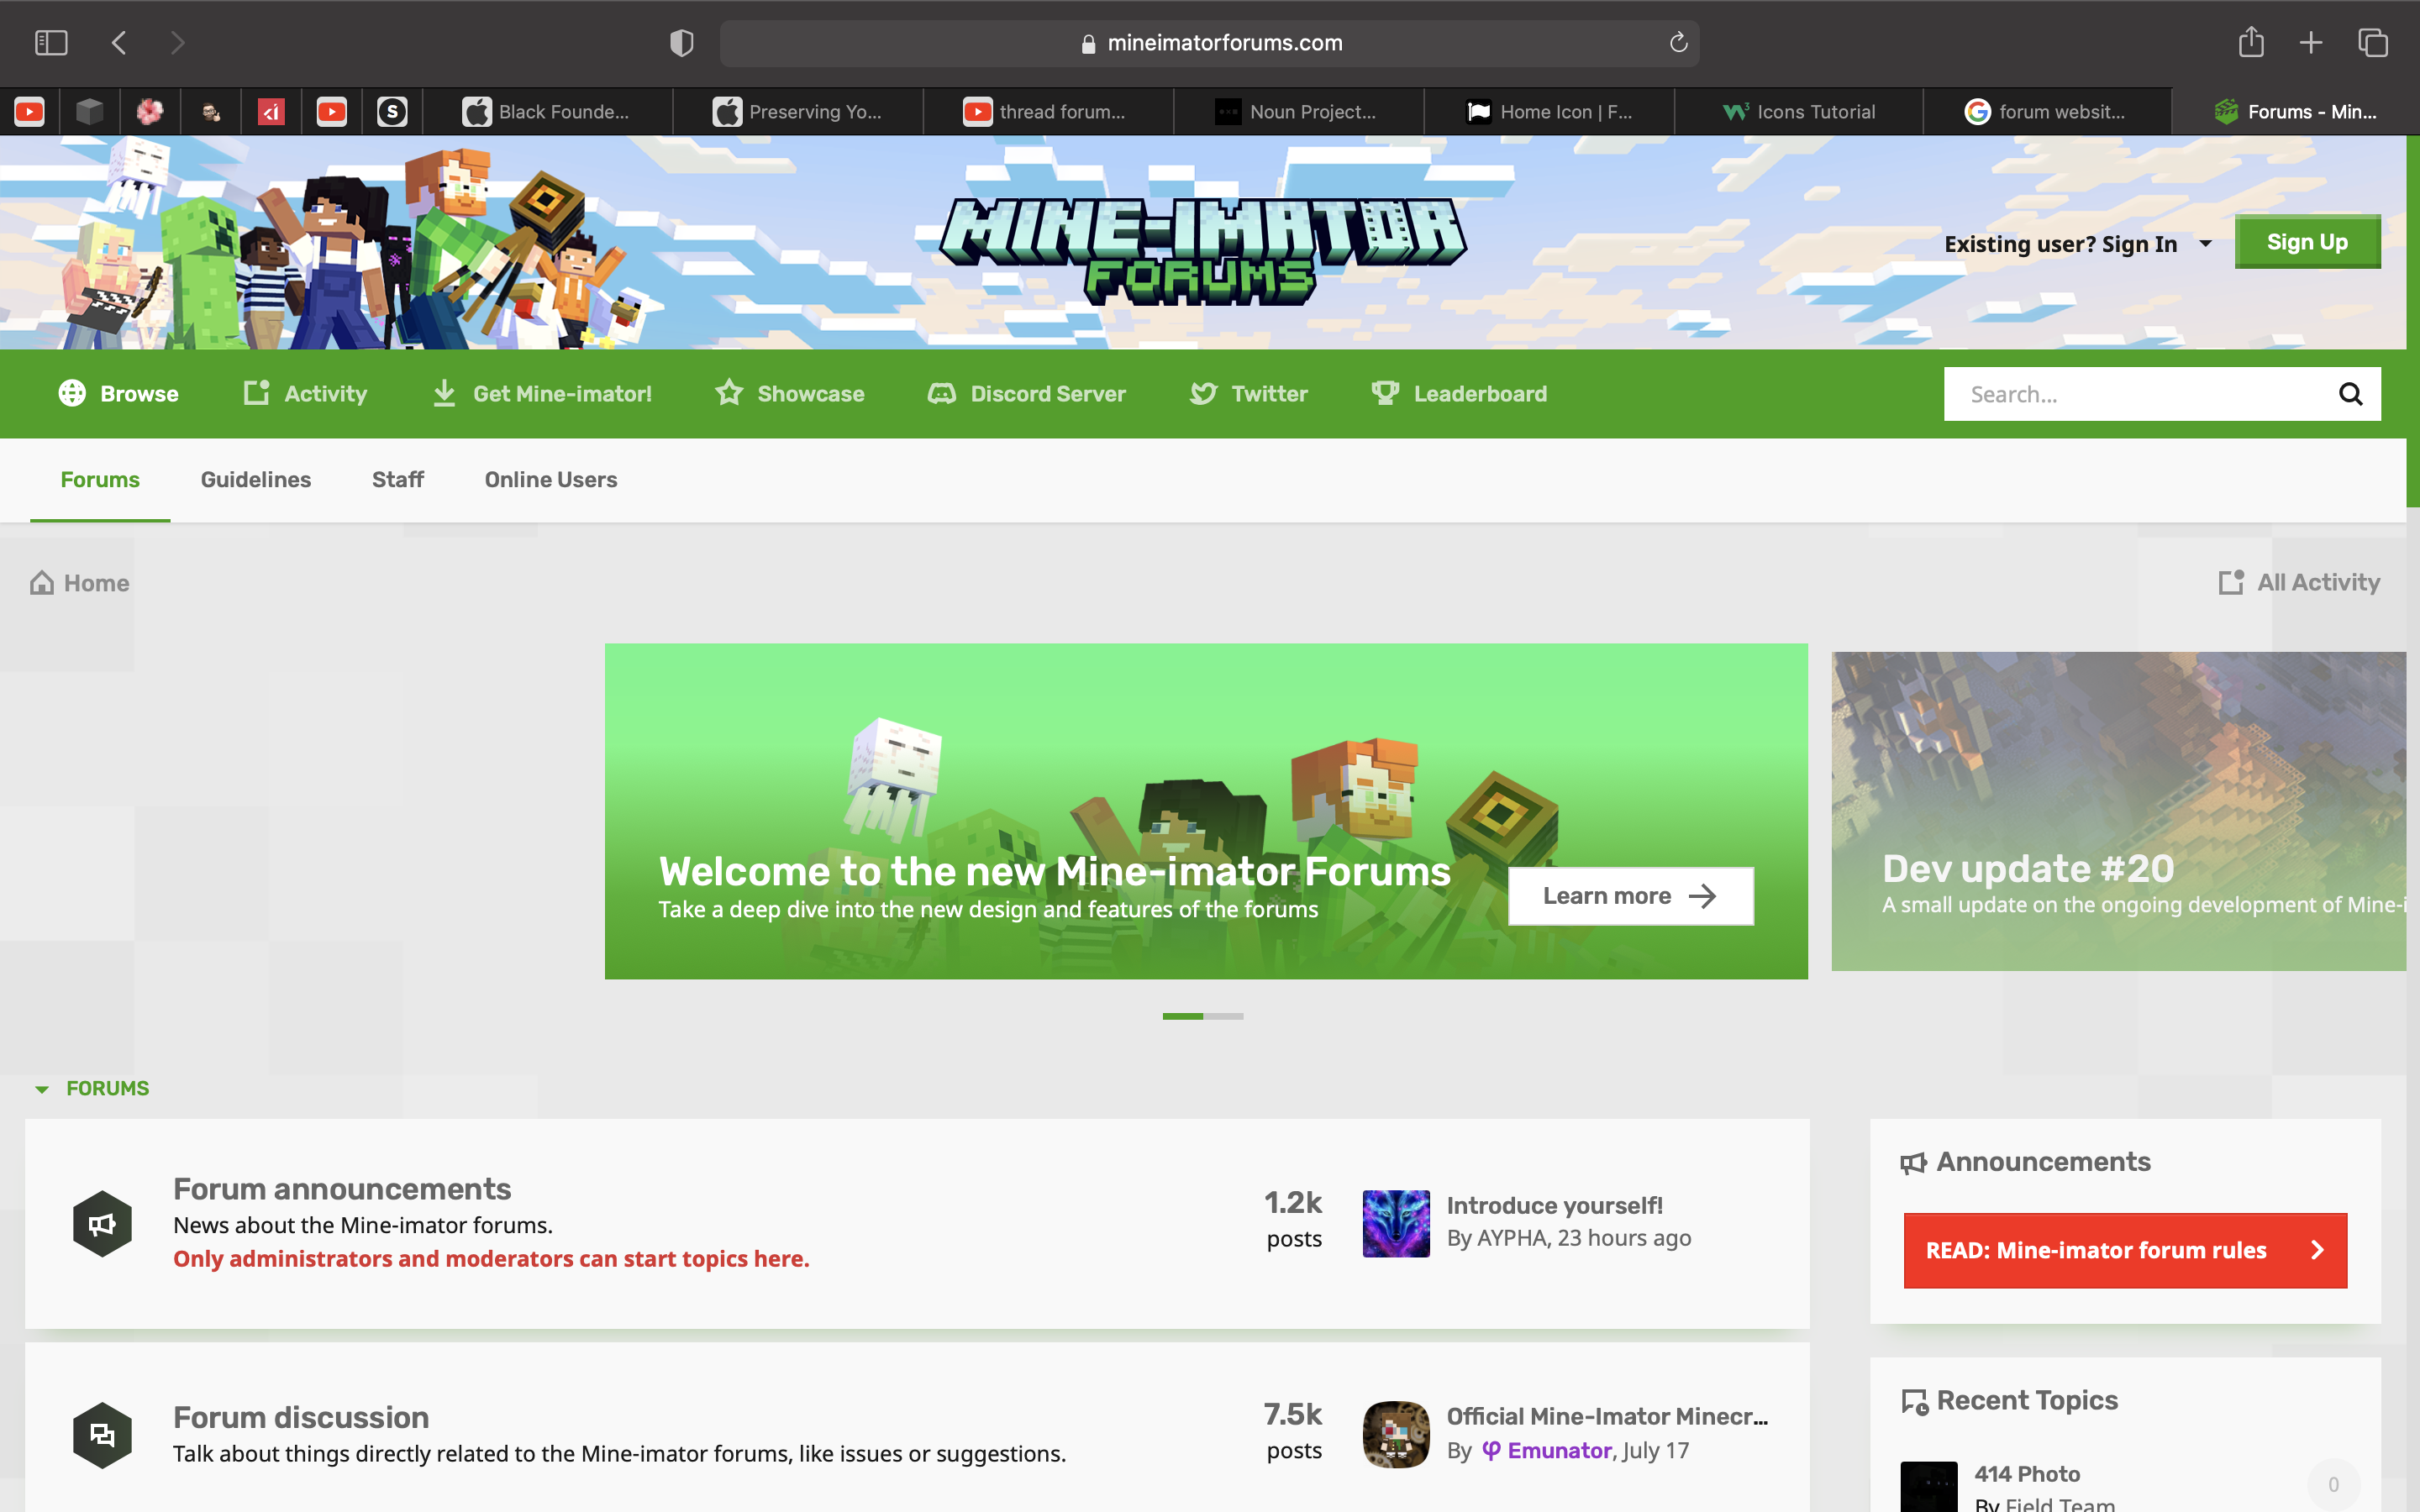 mineimatorforums.com
S
Black Founde...
Preserving Yo...
thread forum...
Noun Project...
Home Icon | F...
Icons Tutorial
forum websit...
Forums - Min...
MINE-IMATOR
FORUMS
Existing user? Sign In
Sign Up
Browse
Activity
Get Mine-imator!
Showcase
Discord Server
Twitter
Leaderboard
Search...
Forums
Guidelines
Staff
Online Users
Home
All Activity
Welcome to the new Mine-imator Forums
Take a deep dive into the new design and features of the forums
Learn more
Dev update #20
A small update on the ongoing development of Mine-i
FORUMS
Forum announcements
News about the Mine-imator forums.
Only administrators and moderators can start topics here.
1.2k
posts
Introduce yourself!
By AYPHA, 23 hours ago
Announcements
READ: Mine-imator forum rules
Forum discussion
Talk about things directly related to the Mine-imator forums, like issues or suggestions.
7.5k
posts
Official Mine-Imator Minecr...
By Emunator, July 17
Recent Topics
414 Photo
By Field Team
0